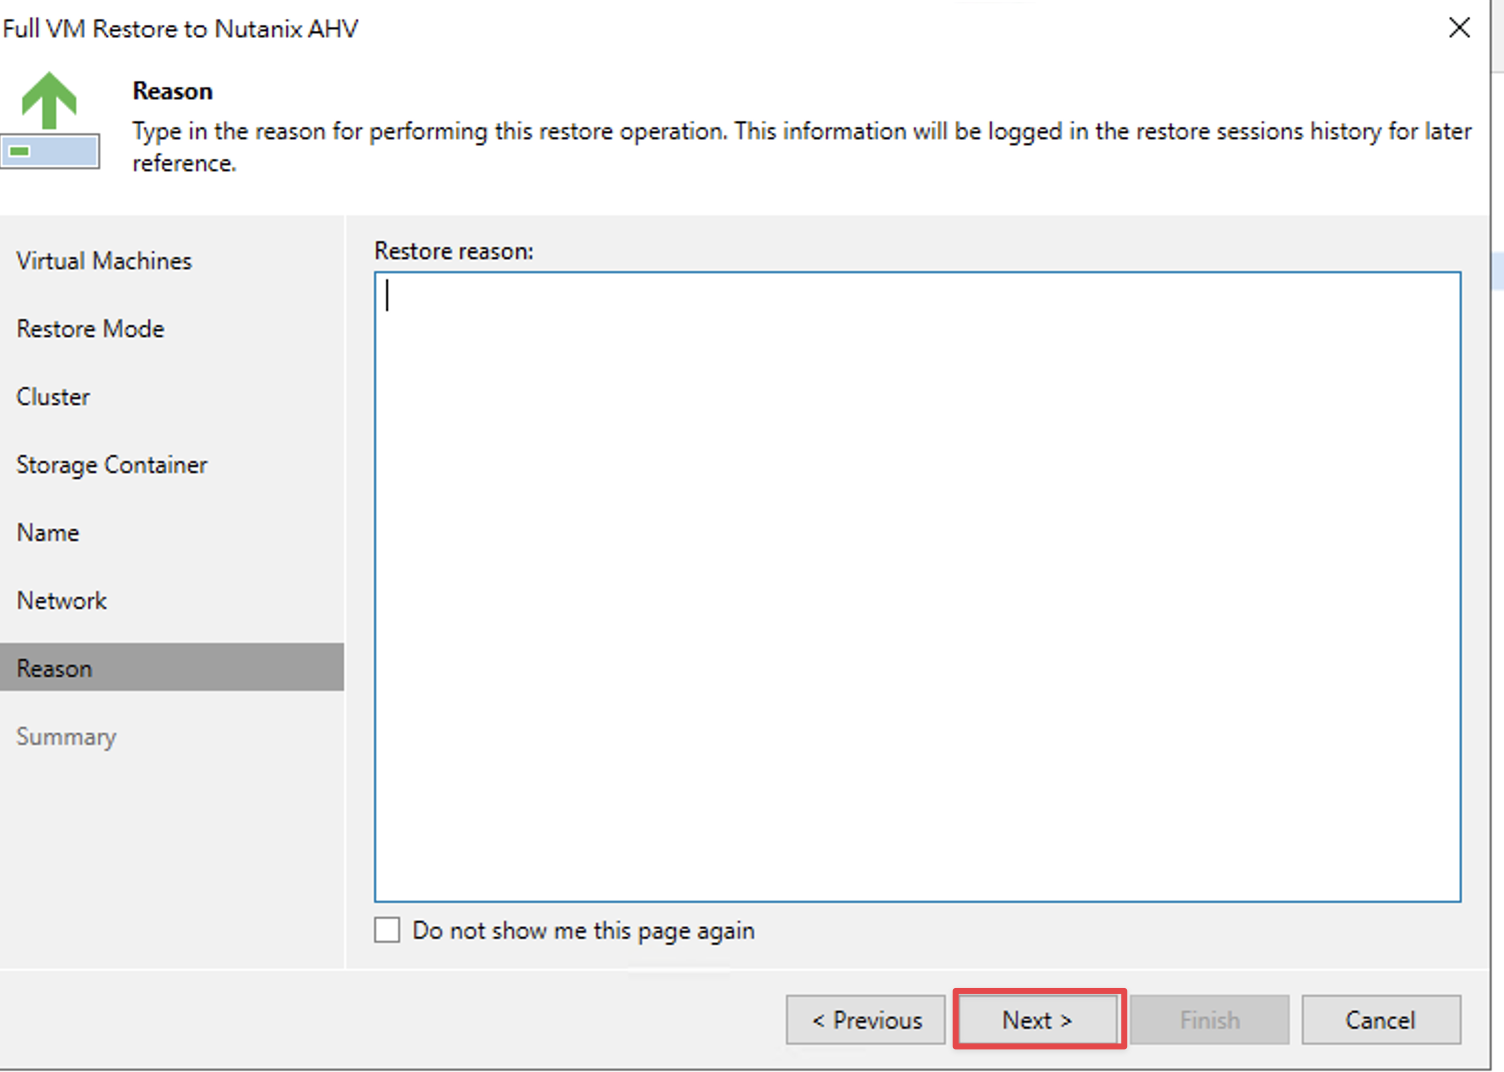 Full VM Restore to Nutanix AHV
Reason
Type in the reason for performing this restore operation. This information will be logged in the restore sessions history for later
reference.
Virtual Machines
Restore Mode
Cluster
Storage Container
Name
Network
Reason
Summary
Restore reason:
Do not show me this page again
< Previous
Next >
Finish
Cancel